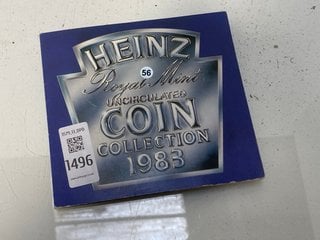 HEINZ
Royal Mint
56
UNCIRCULATED
COIN
COLLECTION
1983
1496